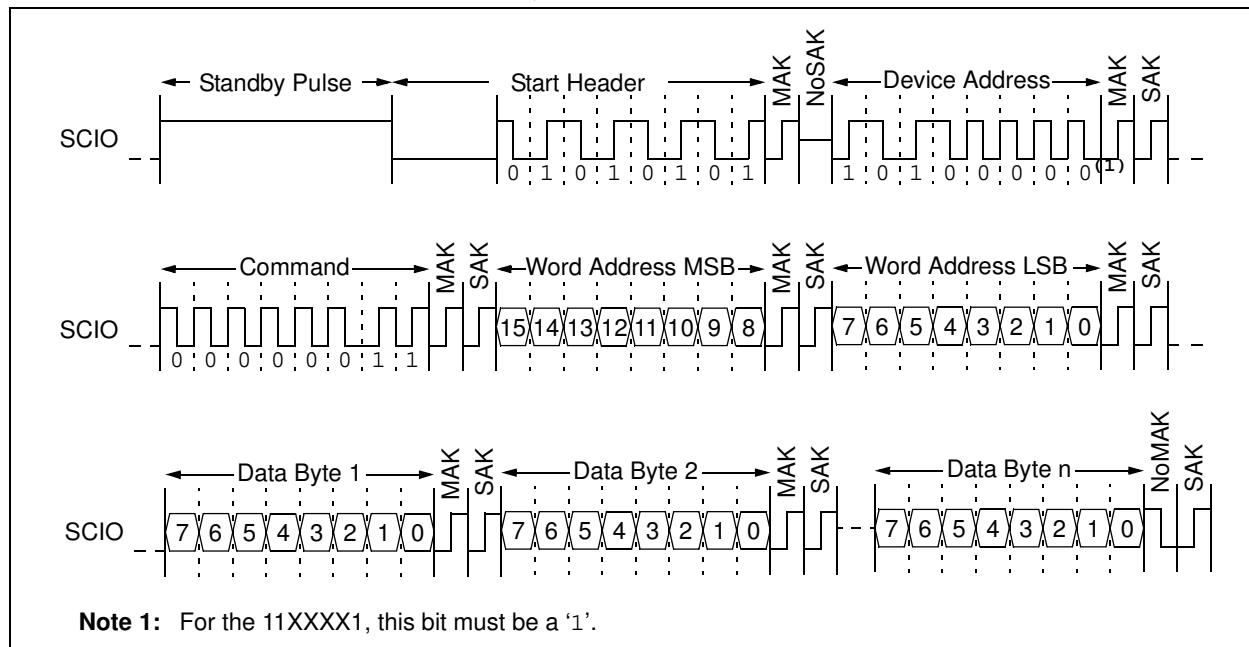 Standby Pulse Start Header MAK NoSAK Device Address MAK SAK
SCIO
0 1 0 1 0 1 0 1 1 0 1 0 0 0 0 0(1)
Command MAK SAK Word Address MSB MAK SAK Word Address LSB MAK SAK
SCIO 15 14 13 12 11 10 9 8 7 6 5 4 3 2 1 0
0 0 0 0 0 0 1 1
Data Byte 1 MAK SAK Data Byte 2 MAK SAK Data Byte n NoMAK SAK
SCIO 7 6 5 4 3 2 1 0 7 6 5 4 3 2 1 0 7 6 5 4 3 2 1 0
Note 1: For the 11XXXX1, this bit must be a ‘1’.